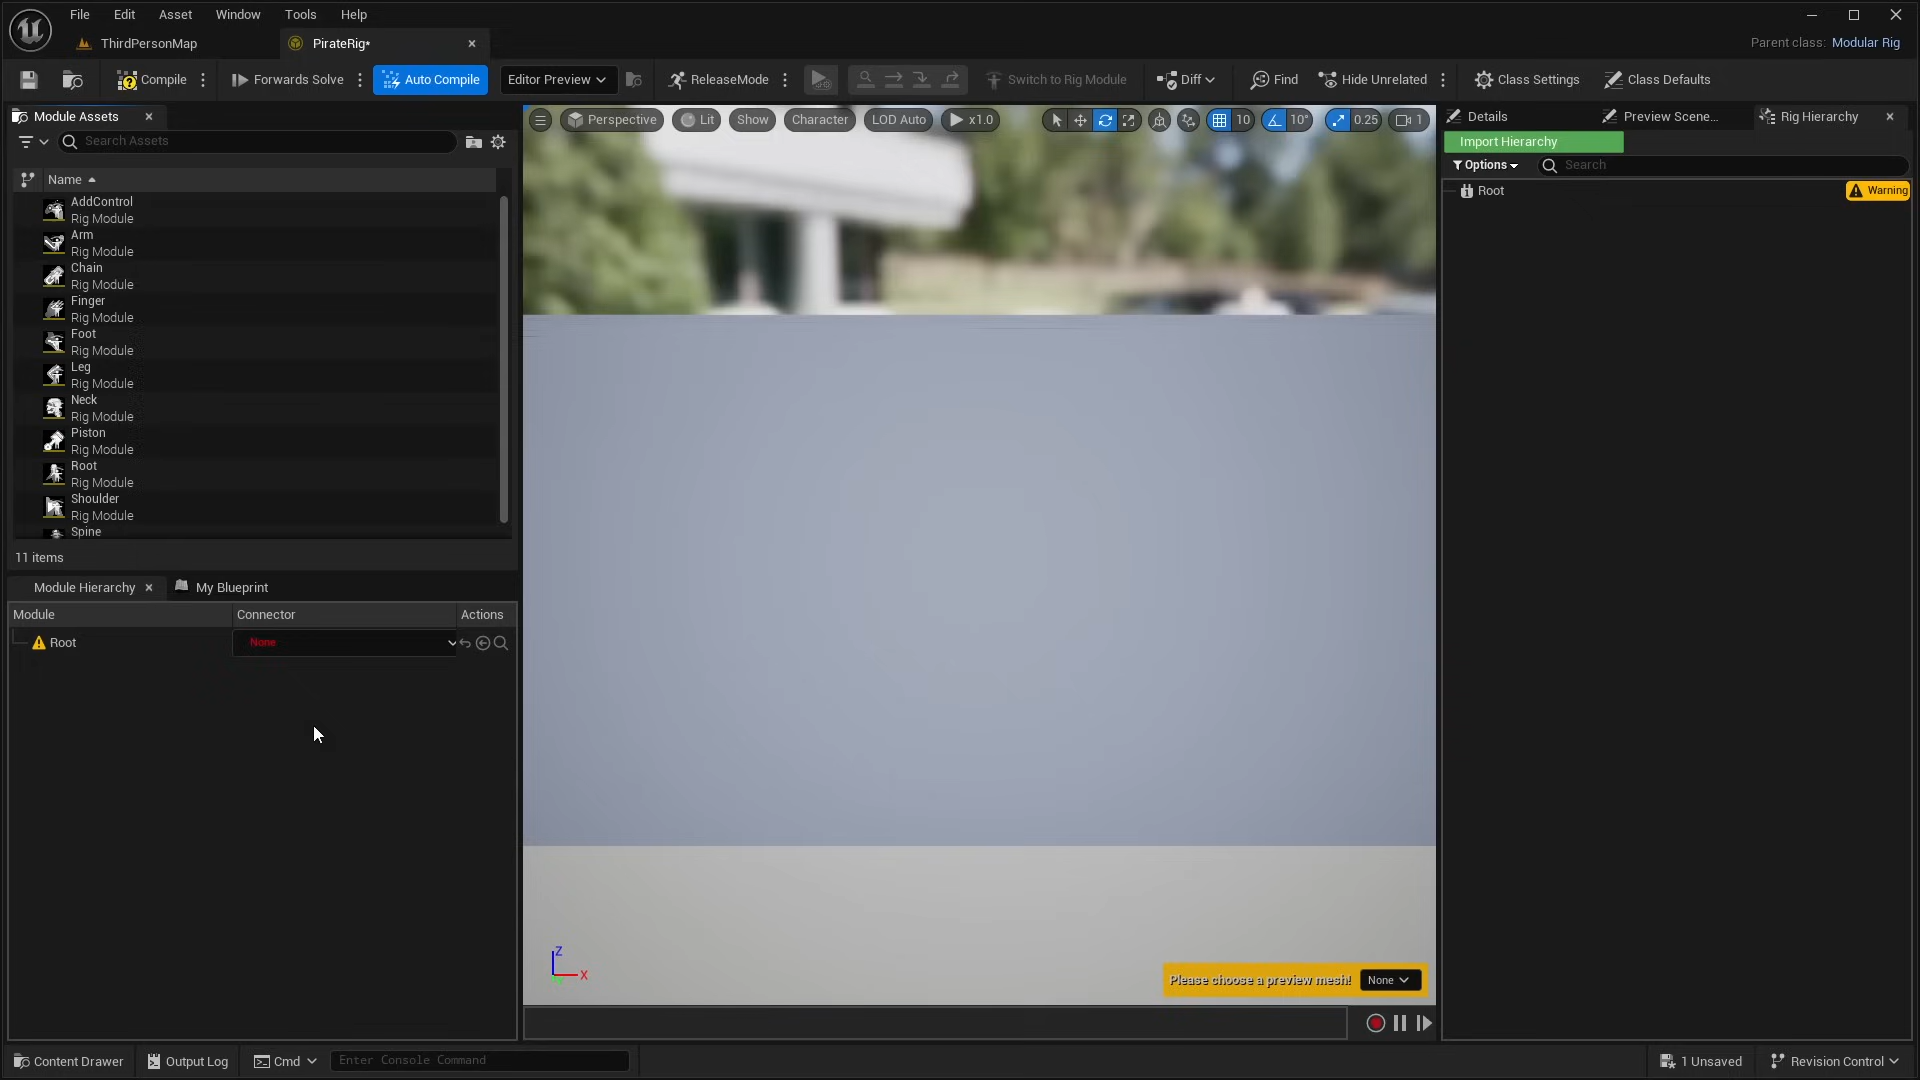 File Edit Asset Window Tools Help
ThirdPersonMap PirateRig*
Parent class: Modular Rig
Compile Forwards Solve Auto Compile Editor Preview ReleaseMode Switch to Rig Module Diff Find Hide Unrelated Class Settings Class Defaults
Module Assets
Search Assets
Name
AddControl
Rig Module
Arm
Rig Module
Chain
Rig Module
Finger
Rig Module
Foot
Rig Module
Leg
Rig Module
Neck
Rig Module
Piston
Rig Module
Root
Rig Module
Shoulder
Rig Module
Spine
11 items
Module Hierarchy My Blueprint
Module Connector Actions
Root None
Perspective Lit Show Character LOD Auto x1.0 10 10° 0.25 1
Z
X
Please choose a preview mesh! None
Details Preview Scene... Rig Hierarchy
Import Hierarchy
Options Search
Root Warning
Content Drawer Output Log Cmd Enter Console Command 1 Unsaved Revision Control